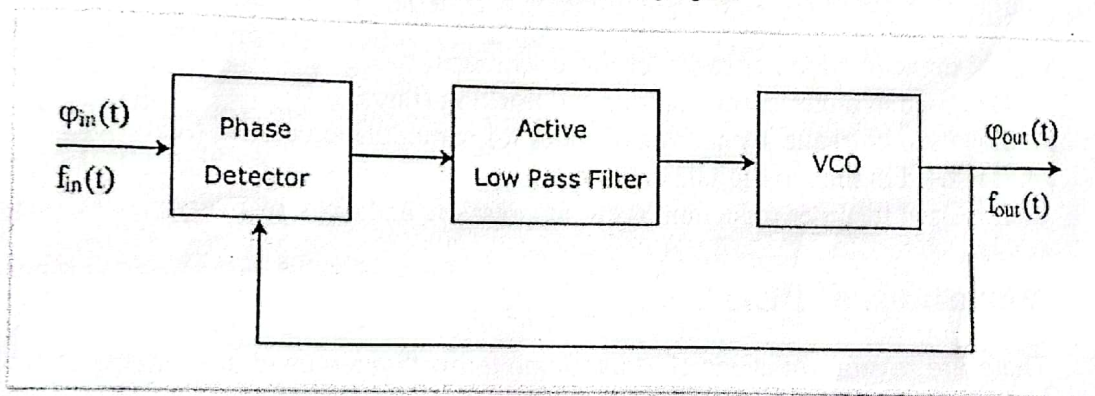 φin(t)
fin(t)
Phase
Detector
Active
Low Pass Filter
VCO
φout(t)
fout(t)